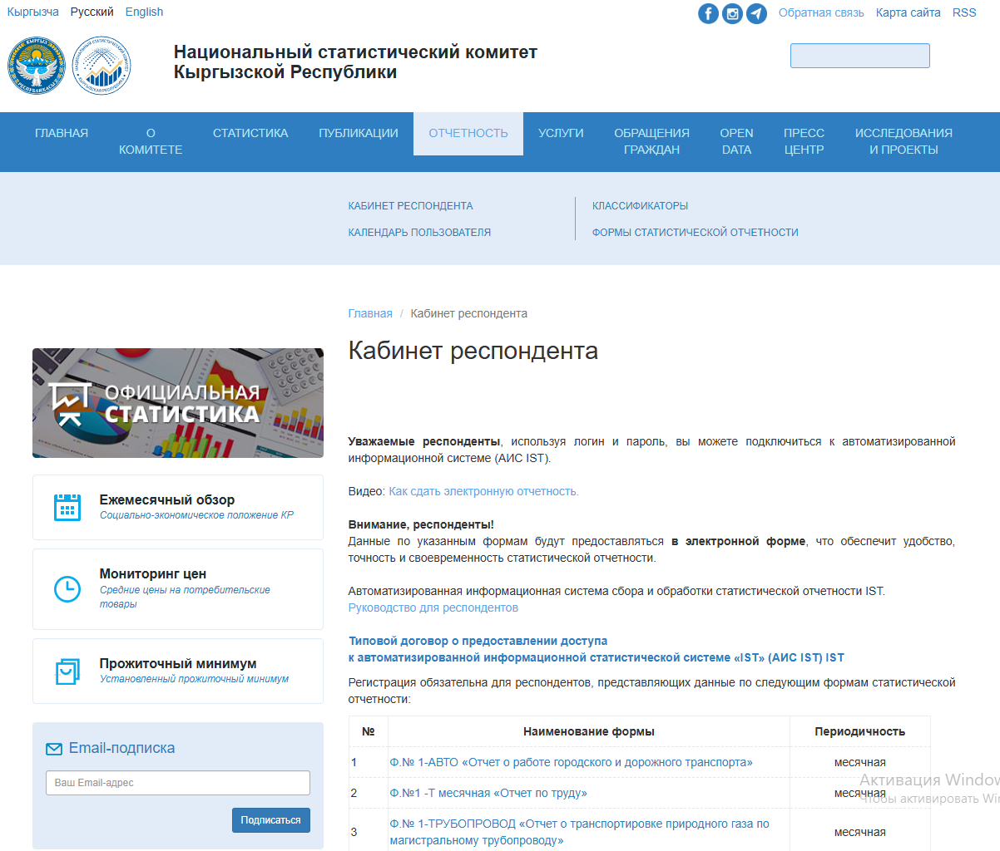 Кыргызча Русский English
Обратная связь Карта сайта RSS
Национальный статистический комитет
Кыргызской Республики
ГЛАВНАЯ
О
КОМИТЕТЕ
СТАТИСТИКА
ПУБЛИКАЦИИ
ОТЧЕТНОСТЬ
УСЛУГИ
ОБРАЩЕНИЯ
ГРАЖДАН
OPEN
DATA
ПРЕСС
ЦЕНТР
ИССЛЕДОВАНИЯ
И ПРОЕКТЫ
КАБИНЕТ РЕСПОНДЕНТА
КАЛЕНДАРЬ ПОЛЬЗОВАТЕЛЯ
КЛАССИФИКАТОРЫ
ФОРМЫ СТАТИСТИЧЕСКОЙ ОТЧЕТНОСТИ
Главная / Кабинет респондента
Кабинет респондента
ОФИЦИАЛЬНАЯ
СТАТИСТИКА
Ежемесячный обзор
Социально-экономическое положение КР
Мониторинг цен
Средние цены на потребительские
товары
Прожиточный минимум
Установленный прожиточный минимум
Email-подписка
Ваш Email-адрес
Подписаться
Уважаемые респонденты, используя логин и пароль, вы можете подключиться к автоматизированной
информационной системе (АИС IST).
Видео: Как сдать электронную отчетность.
Внимание, респонденты!
Данные по указанным формам будут предоставляться в электронной форме, что обеспечит удобство,
точность и своевременность статистической отчетности.
Автоматизированная информационная система сбора и обработки статистической отчетности IST.
Руководство для респондентов
Типовой договор о предоставлении доступа
к автоматизированной информационной статистической системе «IST» (АИС IST) IST
Регистрация обязательна для респондентов, представляющих данные по следующим формам статистической
отчетности:
№ Наименование формы Периодичность
1 Ф.№ 1-АВТО «Отчет о работе городского и дорожного транспорта» месячная
2 Ф.№1 -Т месячная «Отчет по труду» месячная
3 Ф.№ 1-ТРУБОПРОВОД «Отчет о транспортировке природного газа по
магистральному трубопроводу» месячная
Активация Window
Чтобы активировать Wi